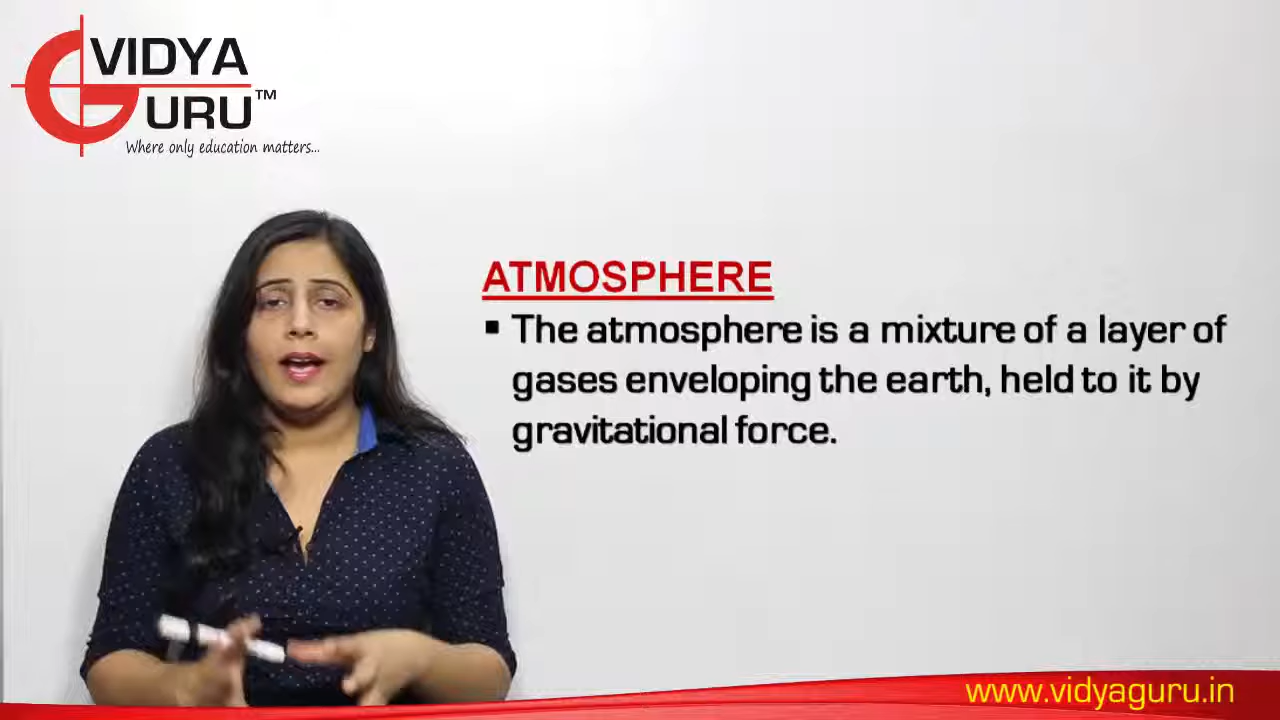 VIDYA
GURU™
Where only education matters...
ATMOSPHERE
▪ The atmosphere is a mixture of a layer of
gases enveloping the earth, held to it by
gravitational force.
www.vidyaguru.in